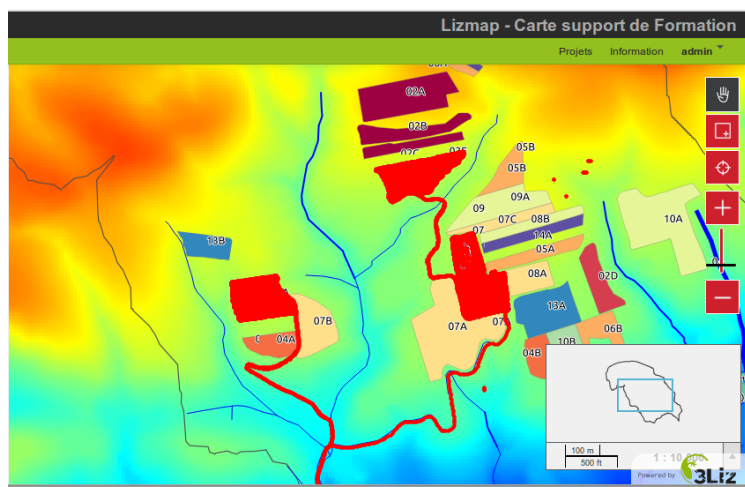 Lizmap - Carte support de Formation
Projets Information admin
02A
02B
05B
05B
09A
09
07C
08B
07
14A
10A
13B
05A
08A
02D
13A
07B
07A
07
06B
04A
04B
10B
100 m
500 ft
1 : 10 000
Powered by 3Liz